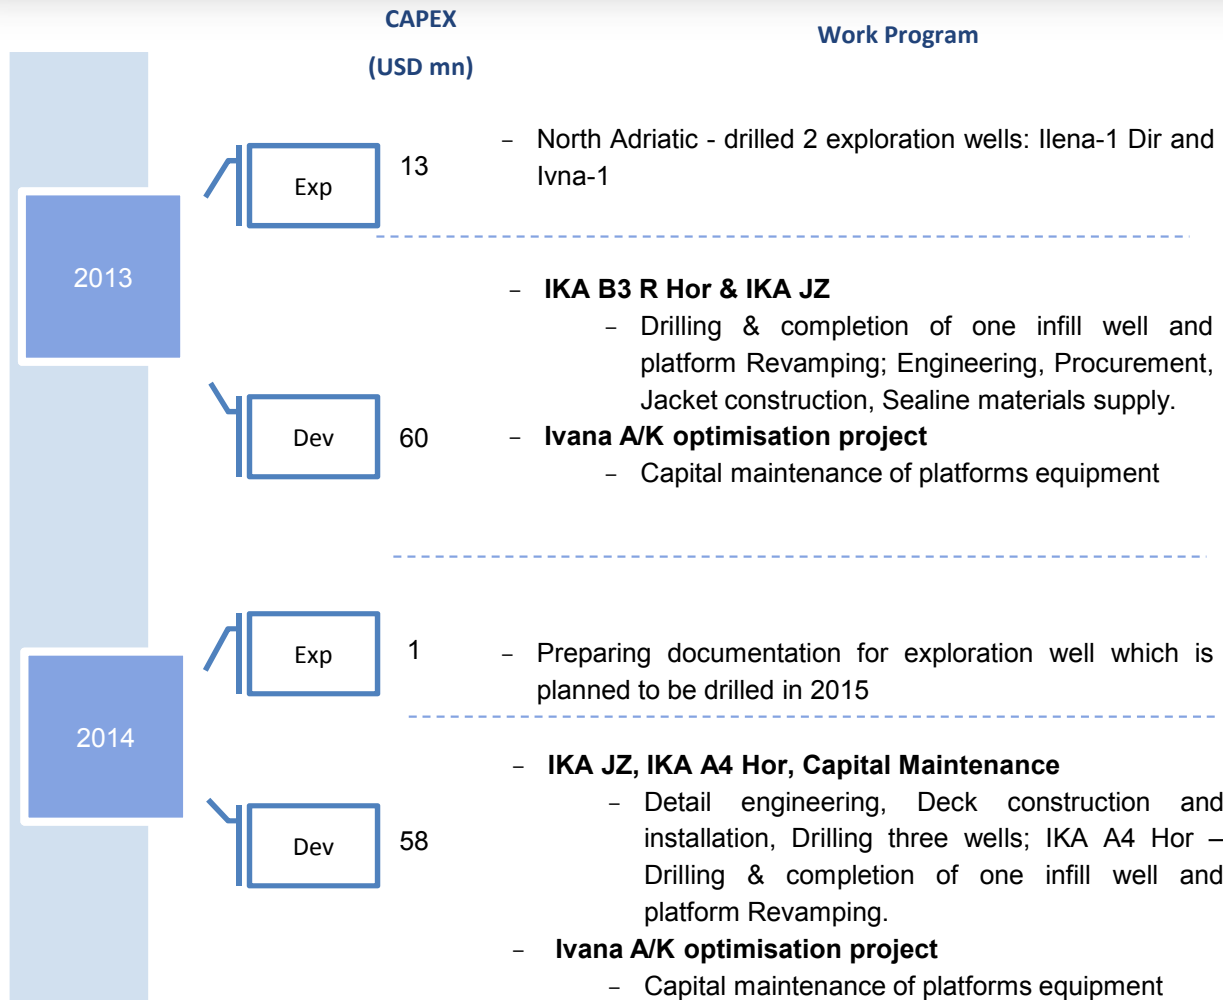 CAPEX
(USD mn)
Work Program
2013
Exp
13
– North Adriatic - drilled 2 exploration wells: Ilena-1 Dir and
Ivna-1
Dev
60
– IKA B3 R Hor & IKA JZ
– Drilling & completion of one infill well and
platform Revamping; Engineering, Procurement,
Jacket construction, Sealine materials supply.
– Ivana A/K optimisation project
– Capital maintenance of platforms equipment
2014
Exp
1
– Preparing documentation for exploration well which is
planned to be drilled in 2015
Dev
58
– IKA JZ, IKA A4 Hor, Capital Maintenance
– Detail engineering, Deck construction and
installation, Drilling three wells; IKA A4 Hor –
Drilling & completion of one infill well and
platform Revamping.
– Ivana A/K optimisation project
– Capital maintenance of platforms equipment